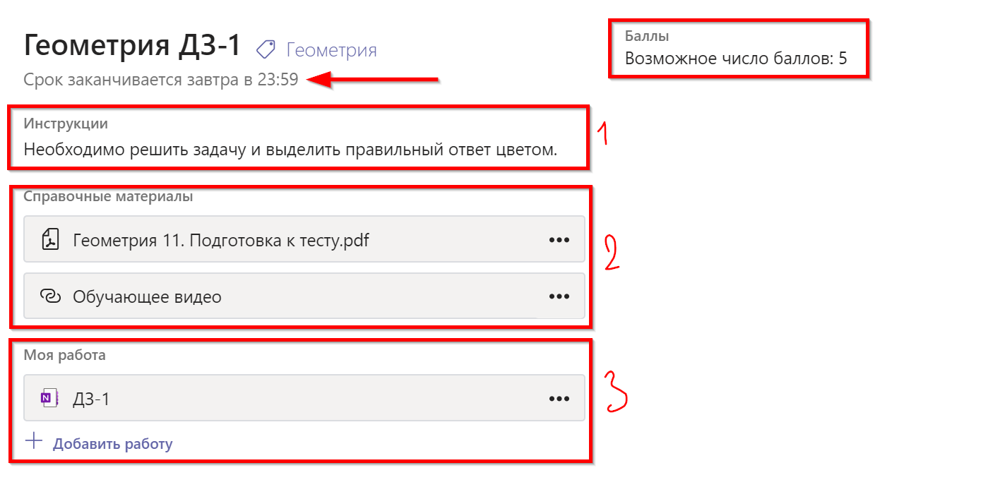 Геометрия ДЗ-1 Геометрия
Срок заканчивается завтра в 23:59
Баллы
Возможное число баллов: 5
Инструкции
Необходимо решить задачу и выделить правильный ответ цветом.
1
Справочные материалы
Геометрия 11. Подготовка к тесту.pdf
Обучающее видео
2
Моя работа
N ДЗ-1
Добавить работу
3